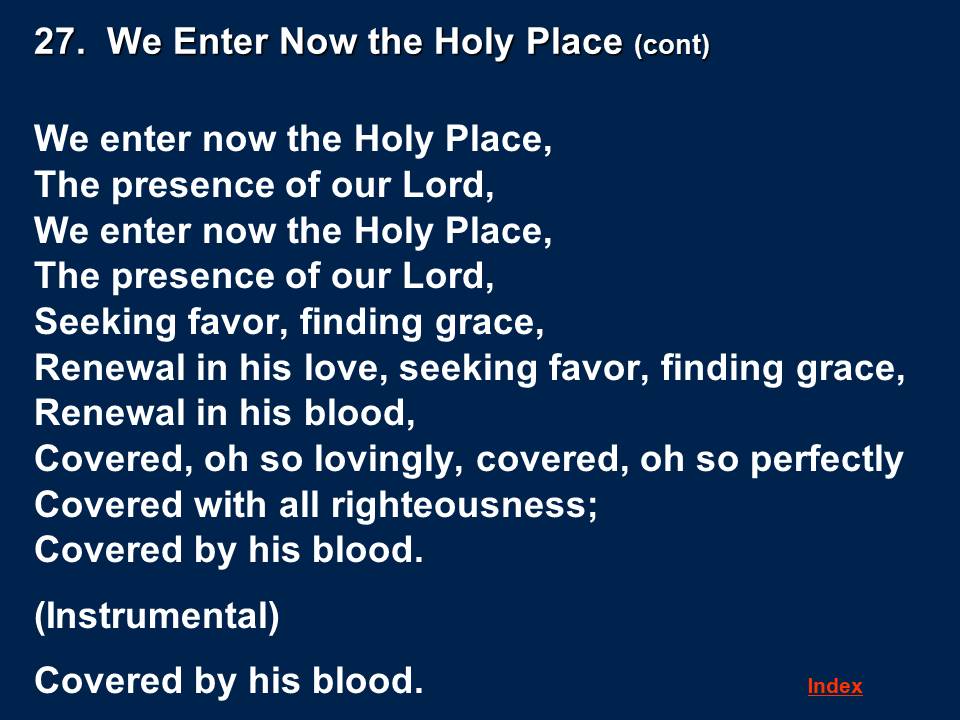 27.  We Enter Now the Holy Place (cont)
We enter now the Holy Place,
The presence of our Lord,
We enter now the Holy Place,
The presence of our Lord,
Seeking favor, finding grace,
Renewal in his love, seeking favor, finding grace,
Renewal in his blood,
Covered, oh so lovingly, covered, oh so perfectly
Covered with all righteousness;
Covered by his blood.
(Instrumental)
Covered by his blood.
Index